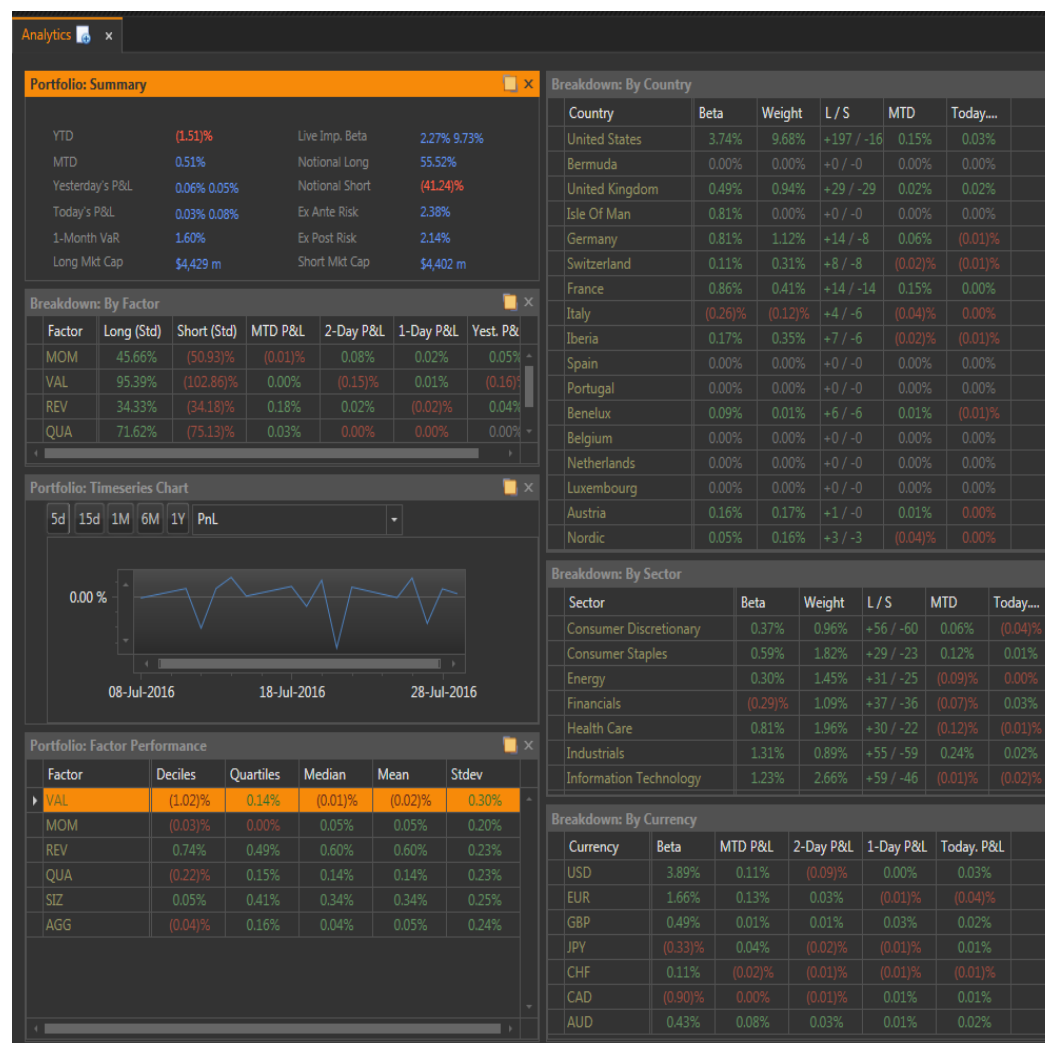 Analytics x
Portfolio: Summary
YTD (1.51)% Live Imp. Beta 2.27% 9.73%
MTD 0.51% Notional Long 55.52%
Yesterday's P&L 0.06% 0.05% Notional Short (41.24)%
Today's P&L 0.03% 0.08% Ex Ante Risk 2.38%
1-Month VaR 1.60% Ex Post Risk 2.14%
Long Mkt Cap $4,429 m Short Mkt Cap $4,402 m
Breakdown: By Factor
Factor Long (Std) Short (Std) MTD P&L 2-Day P&L 1-Day P&L Yest. P&
MOM 45.66% (50.93)% (0.01)% 0.08% 0.02% 0.05%
VAL 95.39% (102.86)% 0.00% (0.15)% 0.01% (0.16)%
REV 34.33% (34.18)% 0.18% 0.02% (0.02)% 0.04%
QUA 71.62% (75.13)% 0.03% 0.00% 0.00% 0.00%
Portfolio: Timeseries Chart
5d 15d 1M 6M 1Y PnL
0.00 %
08-Jul-2016 18-Jul-2016 28-Jul-2016
Portfolio: Factor Performance
Factor Deciles Quartiles Median Mean Stdev
VAL (1.02)% 0.14% (0.01)% (0.02)% 0.30%
MOM (0.03)% 0.00% 0.05% 0.05% 0.20%
REV 0.74% 0.49% 0.60% 0.60% 0.23%
QUA (0.22)% 0.15% 0.14% 0.14% 0.23%
SIZ 0.05% 0.41% 0.34% 0.34% 0.25%
AGG (0.04)% 0.16% 0.04% 0.05% 0.24%
Breakdown: By Country
Country Beta Weight L / S MTD Today....
United States 3.74% 9.68% +197 / -16 0.15% 0.03%
Bermuda 0.00% 0.00% +0 / -0 0.00% 0.00%
United Kingdom 0.49% 0.94% +29 / -29 0.02% 0.02%
Isle Of Man 0.81% 0.00% +0 / -0 0.00% 0.00%
Germany 0.81% 1.12% +14 / -8 0.06% (0.01)%
Switzerland 0.11% 0.31% +8 / -8 (0.02)% (0.01)%
France 0.86% 0.41% +14 / -14 0.15% 0.00%
Italy (0.26)% (0.12)% +4 / -6 (0.04)% 0.00%
Iberia 0.17% 0.35% +7 / -6 (0.02)% (0.01)%
Spain 0.00% 0.00% +0 / -0 0.00% 0.00%
Portugal 0.00% 0.00% +0 / -0 0.00% 0.00%
Benelux 0.09% 0.01% +6 / -6 0.01% (0.01)%
Belgium 0.00% 0.00% +0 / -0 0.00% 0.00%
Netherlands 0.00% 0.00% +0 / -0 0.00% 0.00%
Luxembourg 0.00% 0.00% +0 / -0 0.00% 0.00%
Austria 0.16% 0.17% +1 / -0 0.01% 0.00%
Nordic 0.05% 0.16% +3 / -3 (0.04)% 0.00%
Breakdown: By Sector
Sector Beta Weight L / S MTD Today....
Consumer Discretionary 0.37% 0.96% +56 / -60 0.06% (0.04)%
Consumer Staples 0.59% 1.82% +29 / -23 0.12% 0.01%
Energy 0.30% 1.45% +31 / -25 (0.09)% 0.00%
Financials (0.29)% 1.09% +37 / -36 (0.07)% 0.03%
Health Care 0.81% 1.96% +30 / -22 (0.12)% (0.01)%
Industrials 1.31% 0.89% +55 / -59 0.24% 0.02%
Information Technology 1.23% 2.66% +59 / -46 (0.01)% (0.02)%
Breakdown: By Currency
Currency Beta MTD P&L 2-Day P&L 1-Day P&L Today. P&L
USD 3.89% 0.11% (0.09)% 0.00% 0.03%
EUR 1.66% 0.13% 0.03% (0.01)% (0.04)%
GBP 0.49% 0.01% 0.01% 0.03% 0.02%
JPY (0.33)% 0.04% (0.02)% (0.01)% 0.01%
CHF 0.11% (0.02)% (0.01)% (0.01)% (0.01)%
CAD (0.90)% 0.00% (0.01)% 0.01% 0.01%
AUD 0.43% 0.08% 0.03% 0.01% 0.02%